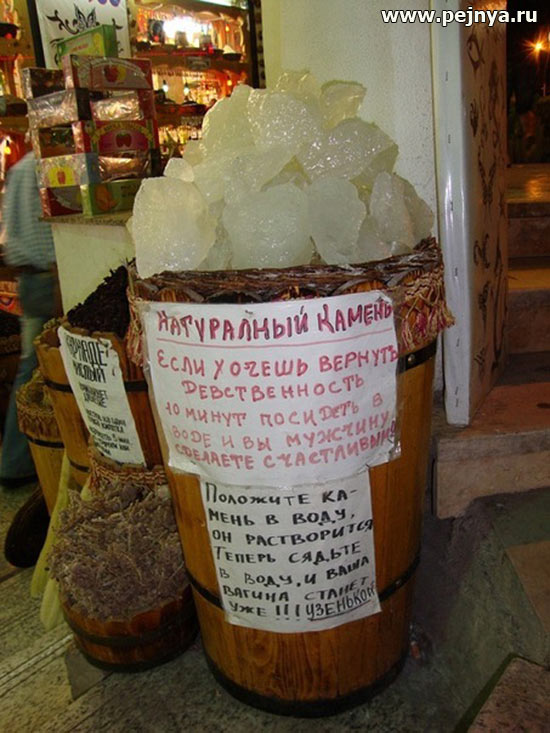 www.pejnya.ru
НАТУРАЛНЫЙ КАМЕНЬ
ЕСЛИ ХОЧЕШЬ ВЕРНУТЬ
ДЕВСТВЕННОСТЬ
10 МИНУТ ПОСИДЕТЬ В
ВОДЕ И ВЫ МУЖЧИНУ
СДЕЛАЕТЕ СЧАСТЛИВЫМ!
ПОЛОЖИТЕ КА-
МЕНЬ В ВОДУ,
ОН РАСТВОРИТСЯ
ТЕПЕРЬ СЯДЬТЕ
В ВОДУ, И ВАША
ВАГИНА СТАНЕТ
УЖЕ !!! УЗЕНЬКОЙ